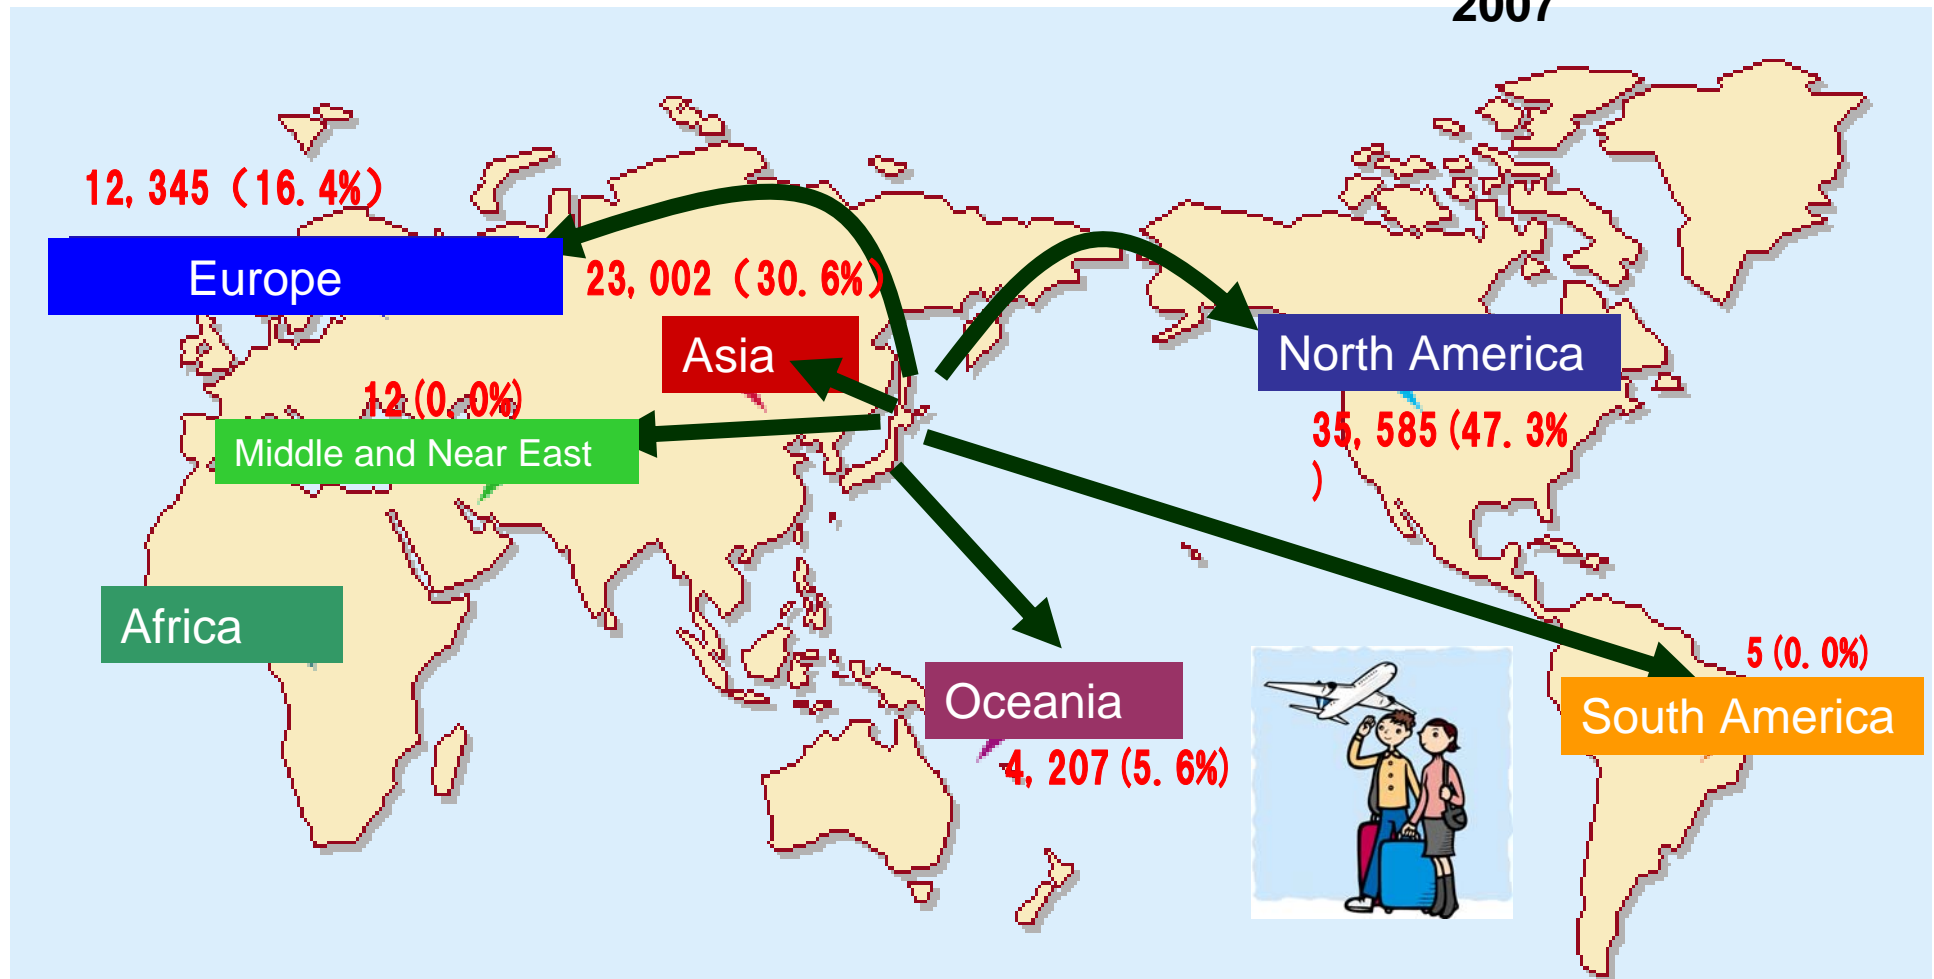 2007
12,345 (16.4%)
Europe
23,002 (30.6%)
Asia
North America
12(0.0%)
35,585(47.3%
)
Middle and Near East
Africa
5(0.0%)
Oceania
South America
4,207(5.6%)